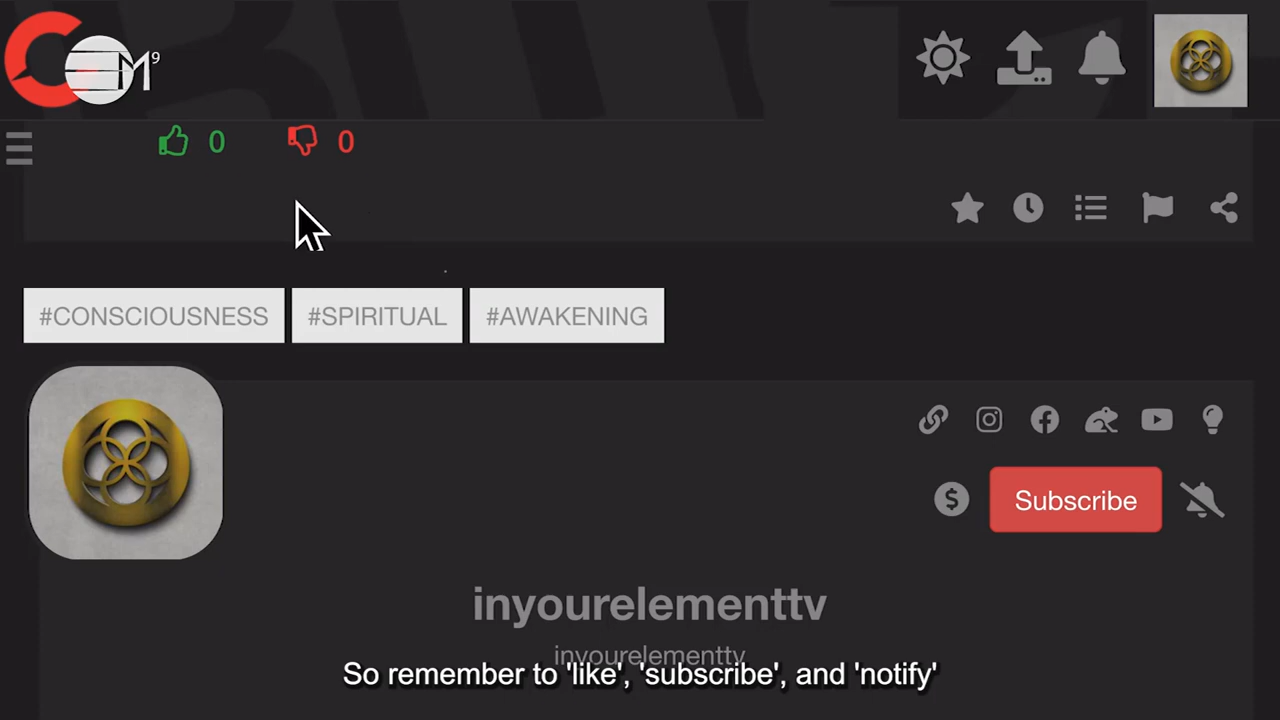 M9
0 0
#CONSCIOUSNESS #SPIRITUAL #AWAKENING
$ Subscribe
inyourelementtv
inyourelementtv
So remember to 'like', 'subscribe', and 'notify'